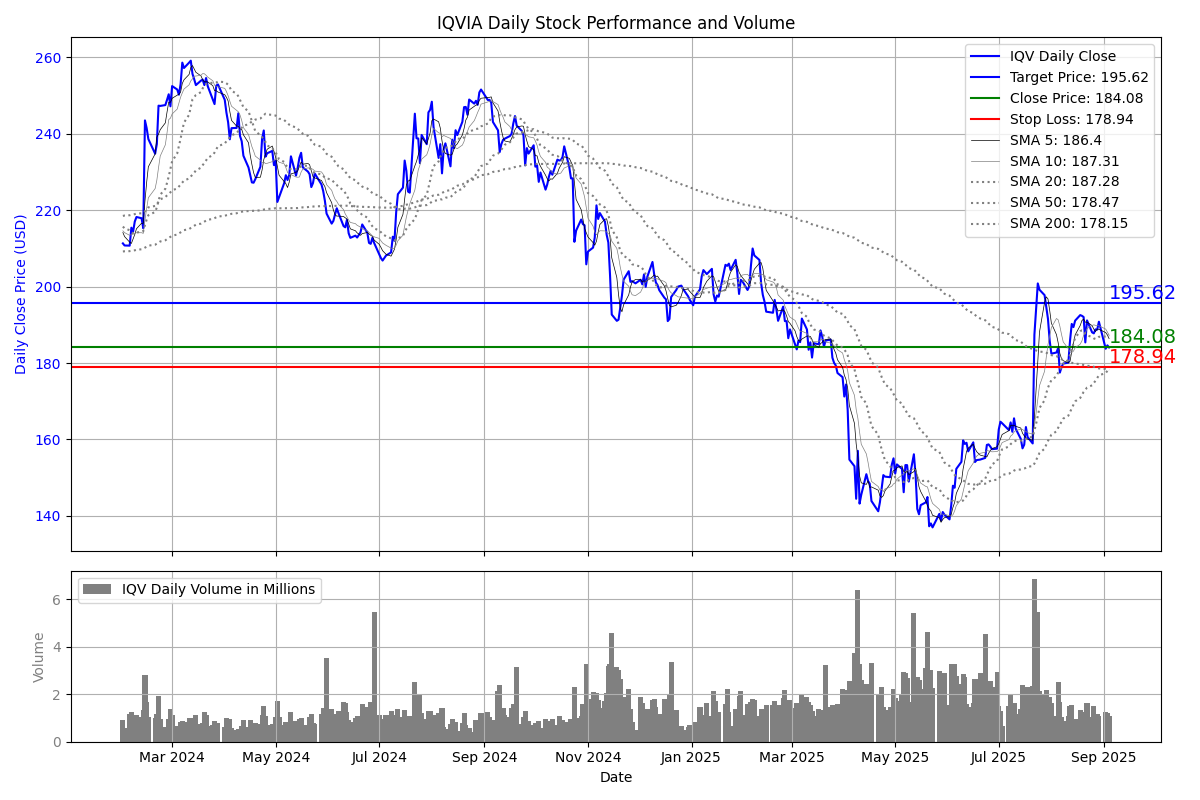 IQVIA Daily Stock Performance and Volume
260
240
220
200
180
160
140
Daily Close Price (USD)
IQV Daily Close
Target Price: 195.62
Close Price: 184.08
Stop Loss: 178.94
SMA 5: 186.4
SMA 10: 187.31
SMA 20: 187.28
SMA 50: 178.47
SMA 200: 178.15
195.62
184.08
178.94
IQV Daily Volume in Millions
6
4
2
0
Volume
Mar 2024 May 2024 Jul 2024 Sep 2024 Nov 2024 Jan 2025 Mar 2025 May 2025 Jul 2025 Sep 2025
Date